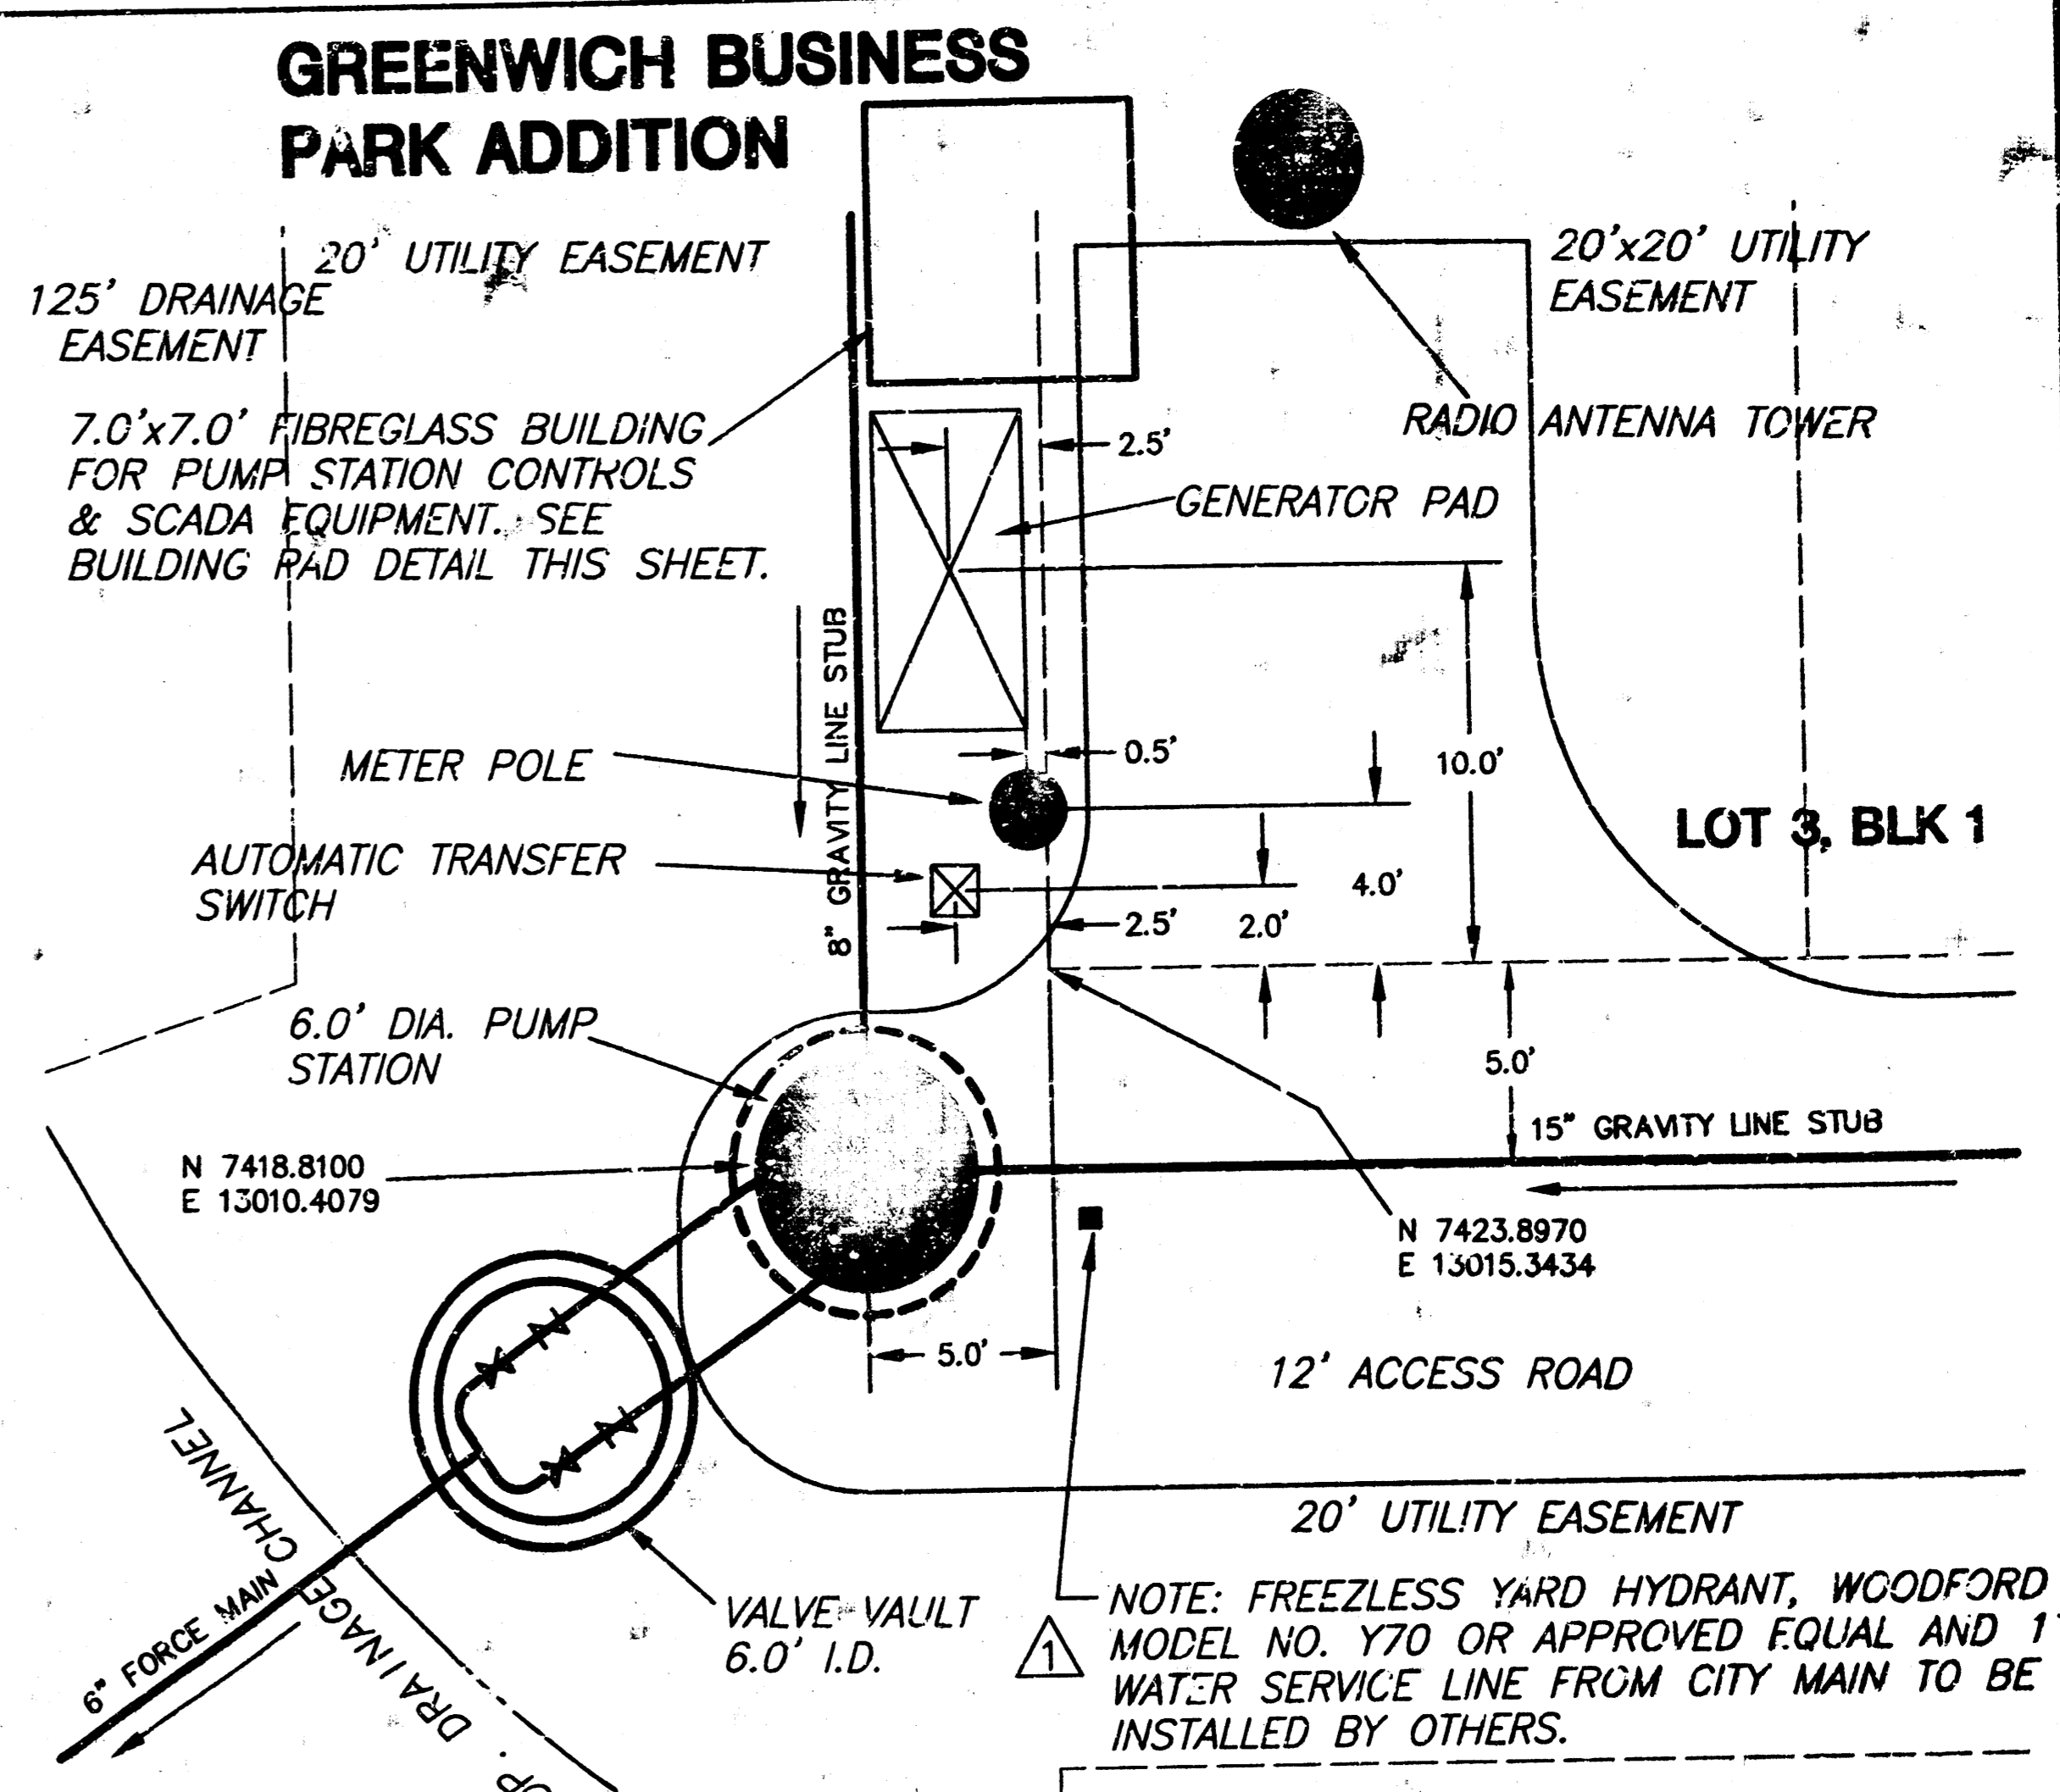 GREENWICH BUSINESS
PARK ADDITION
20' UTILITY EASEMENT
125' DRAINAGE
EASEMENT
20'x20' UTILITY
EASEMENT
7.0'x7.0' FIBREGLASS BUILDING
FOR PUMP STATION CONTROLS
& SCADA EQUIPMENT. SEE
BUILDING PAD DETAIL THIS SHEET.
RADIO ANTENNA TOWER
2.5'
GENERATOR PAD
8" GRAVITY LINE STUB
METER POLE
0.5'
10.0'
LOT 3, BLK 1
AUTOMATIC TRANSFER
SWITCH
4.0'
2.5'
2.0'
6.0' DIA. PUMP
STATION
5.0'
15" GRAVITY LINE STUB
N 7418.8100
E 13010.4079
N 7423.8970
E 13015.3434
5.0'
12' ACCESS ROAD
20' UTILITY EASEMENT
DRAINAGE CHANNEL
6" FORCE MAIN
VALVE VAULT
6.0' I.D.
1
NOTE: FREEZLESS YARD HYDRANT, WOODFORD
MODEL NO. Y70 OR APPROVED EQUAL AND 1"
WATER SERVICE LINE FROM CITY MAIN TO BE
INSTALLED BY OTHERS.